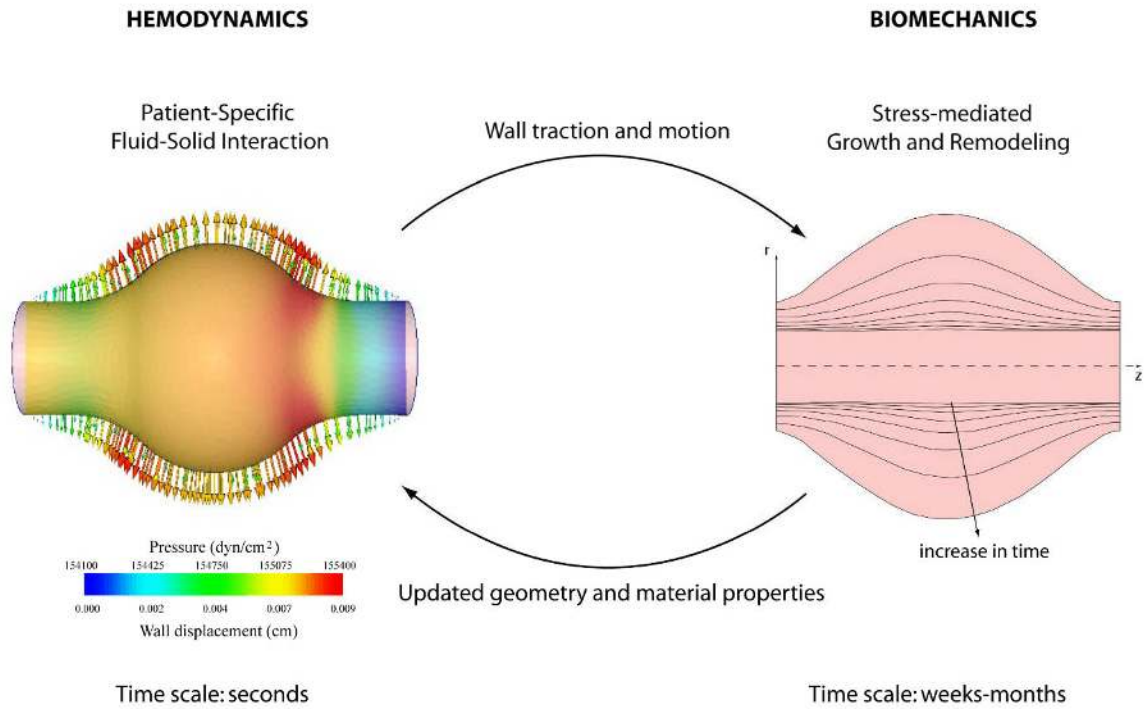 HEMODYNAMICS
BIOMECHANICS
Patient-Specific
Fluid-Solid Interaction
Wall traction and motion
Stress-mediated
Growth and Remodeling
r
z
increase in time
Pressure (dyn/cm²)
154100 154425 154750 155075 155400
0.000 0.002 0.004 0.007 0.009
Wall displacement (cm)
Updated geometry and material properties
Time scale: seconds
Time scale: weeks-months